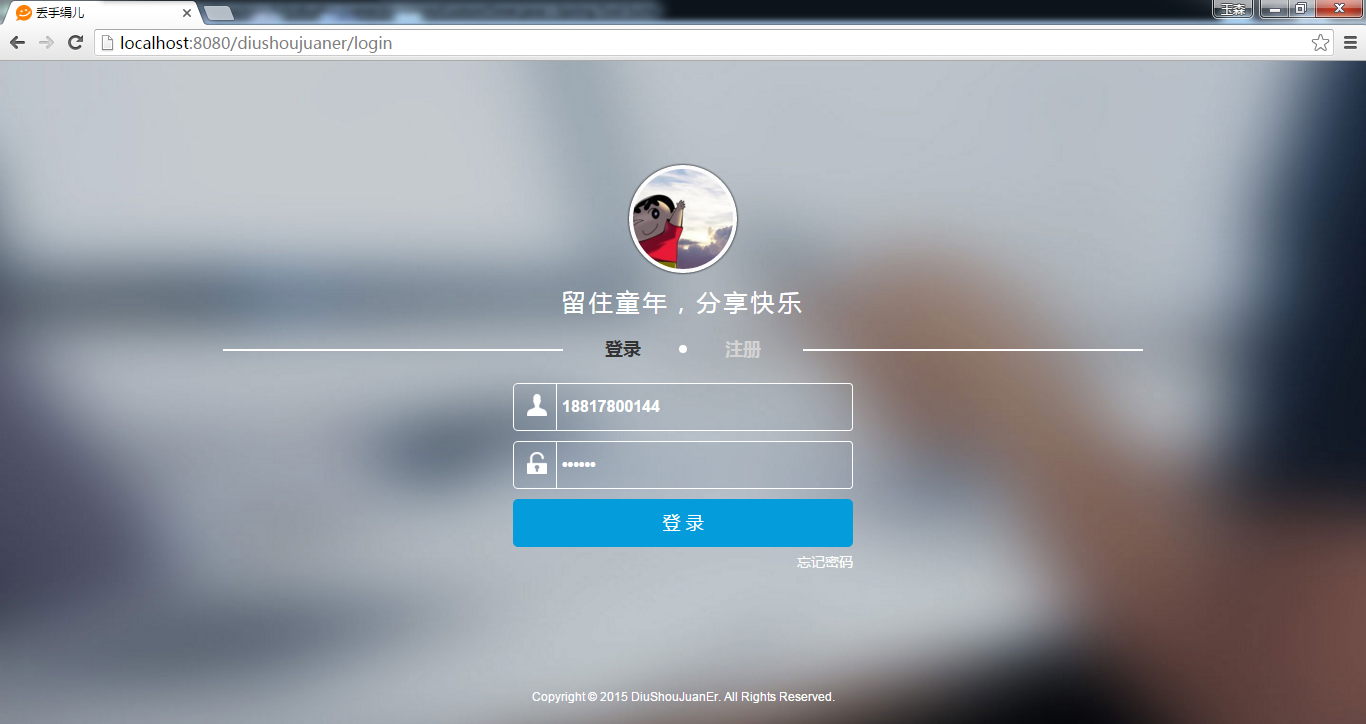 丢手绢儿
玉森
localhost:8080/diushoujuaner/login
留住童年，分享快乐
登录
注册
18817800144
••••••
登 录
忘记密码
Copyright © 2015 DiuShouJuanEr. All Rights Reserved.